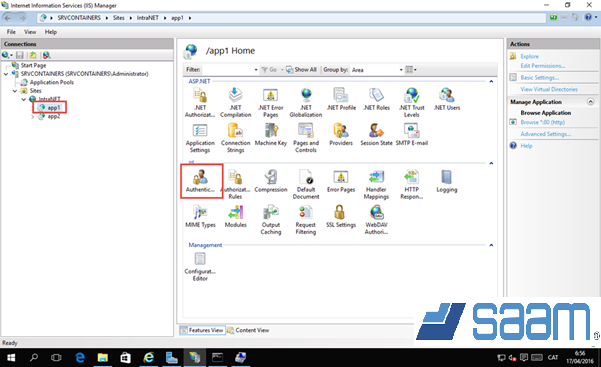 Internet Information Services (IIS) Manager
SRVCONTAINERS ▸ Sites ▸ IntraNET ▸ app1 ▸
File View Help
Connections
Start Page
SRVCONTAINERS (SRVCONTAINERS\Administrator)
Application Pools
Sites
IntraNET
app1
app2
/app1 Home
Filter: Go Show All Group by: Area
ASP.NET
.NET Authorizat... .NET Compilation .NET Error Pages .NET Globalization .NET Profile .NET Roles .NET Trust Levels .NET Users
Application Settings Connection Strings Machine Key Pages and Controls Providers Session State SMTP E-mail
IIS
Authentic... Authorizat... Rules Compression Default Document Error Pages Handler Mappings HTTP Respon... Logging
MIME Types Modules Output Caching Request Filtering SSL Settings WebDAV Authori...
Management
Configurat... Editor
Features View Content View
Ready
Actions
Explore
Edit Permissions...
Basic Settings...
View Virtual Directories
Manage Application
Browse Application
Browse *:80 (http)
Advanced Settings...
Help
saam®
CAT
6:56
17/04/2016